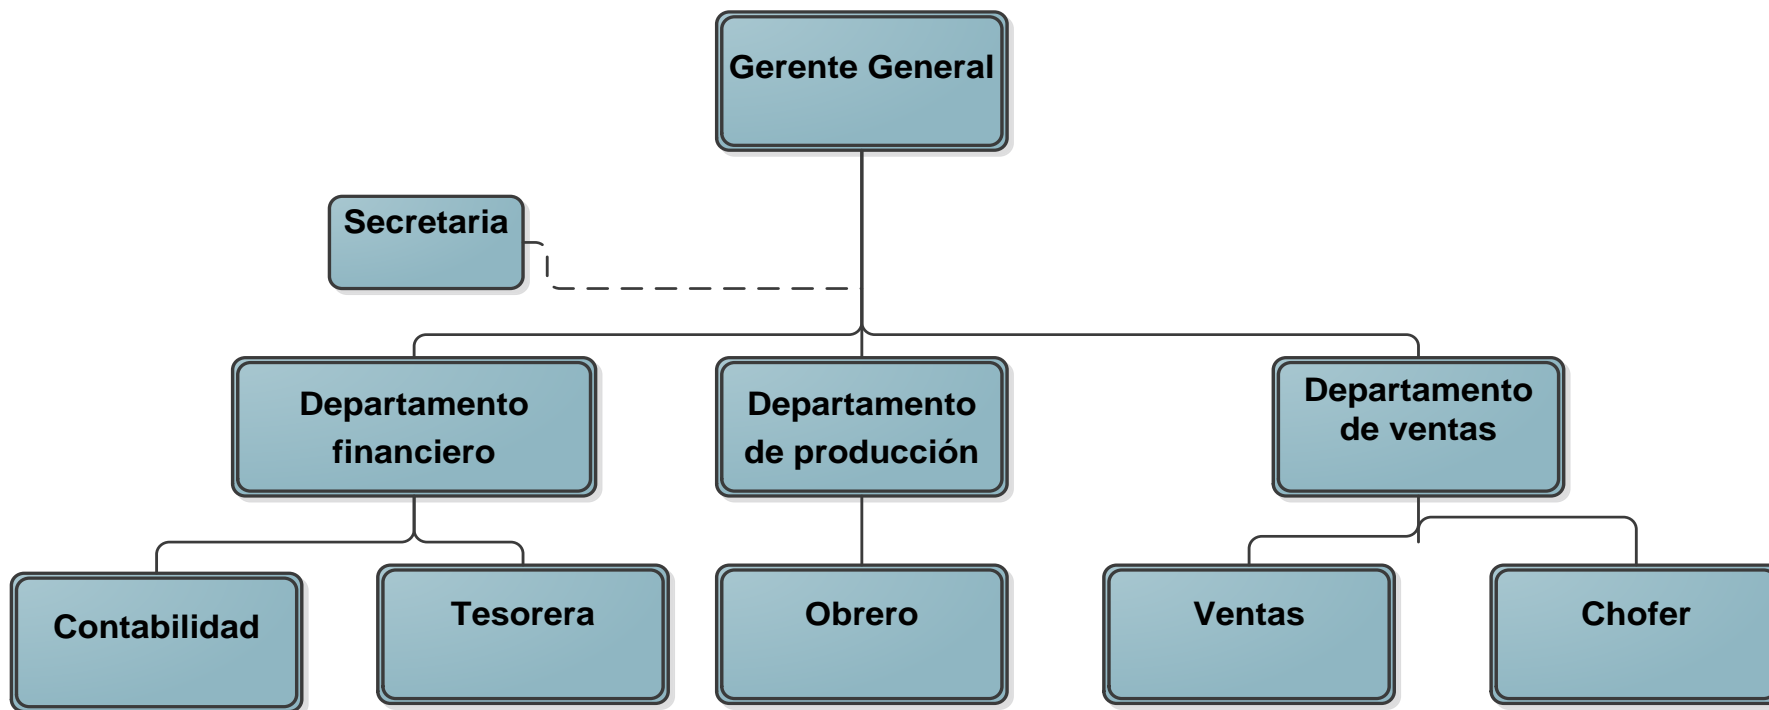 Gerente General
Secretaria
Departamento
financiero
Departamento
de producción
Departamento
de ventas
Contabilidad
Tesorera
Obrero
Ventas
Chofer